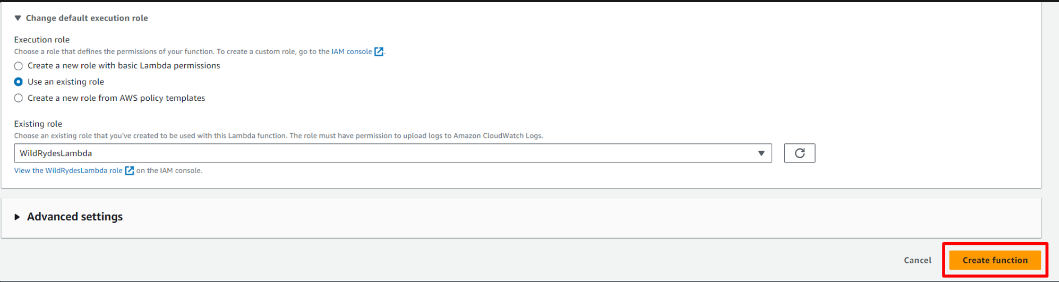 Change default execution role
Execution role
Choose a role that defines the permissions of your function. To create a custom role, go to the IAM console.
Create a new role with basic Lambda permissions
Use an existing role
Create a new role from AWS policy templates
Existing role
Choose an existing role that you've created to be used with this Lambda function. The role must have permission to upload logs to Amazon CloudWatch Logs.
WildRydesLambda
View the WildRydesLambda role on the IAM console.
Advanced settings
Cancel Create function